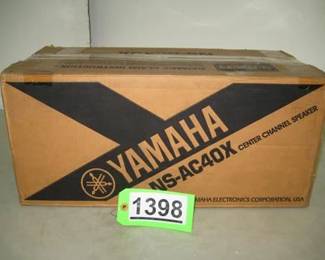 YAMAHA
NS-AC40X CENTER CHANNEL SPEAKER
YAMAHA ELECTRONICS CORPORATION, USA
1398